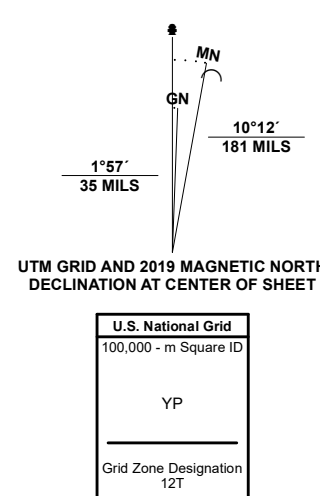 MN
GN
10°12´
181 MILS
1°57´
35 MILS
UTM GRID AND 2019 MAGNETIC NORTH
DECLINATION AT CENTER OF SHEET
U.S. National Grid
100,000 - m Square ID
YP
Grid Zone Designation
12T